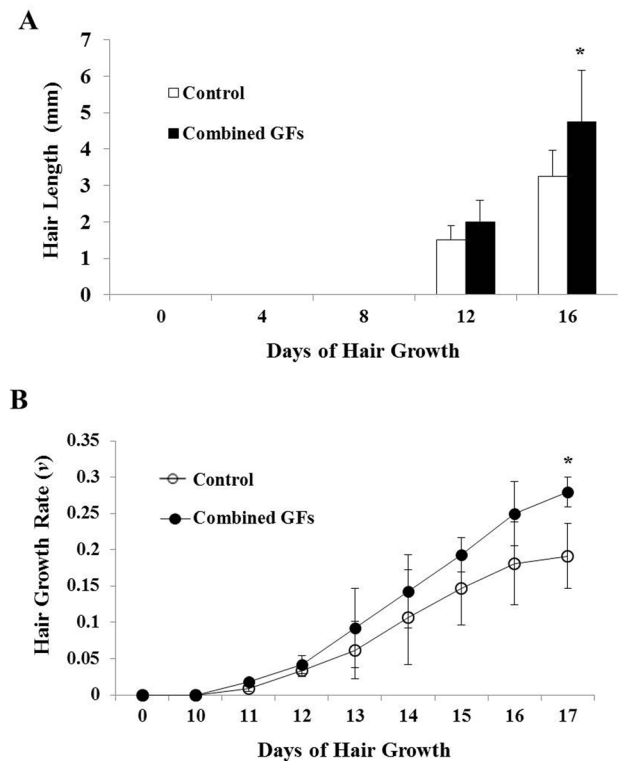 A
Hair Length (mm)
7
6
5
4
3
2
1
0
Control
Combined GFs
*
0 4 8 12 16
Days of Hair Growth
B
Hair Growth Rate (v)
0.35
0.3
0.25
0.2
0.15
0.1
0.05
0
Control
Combined GFs
*
0 10 11 12 13 14 15 16 17
Days of Hair Growth